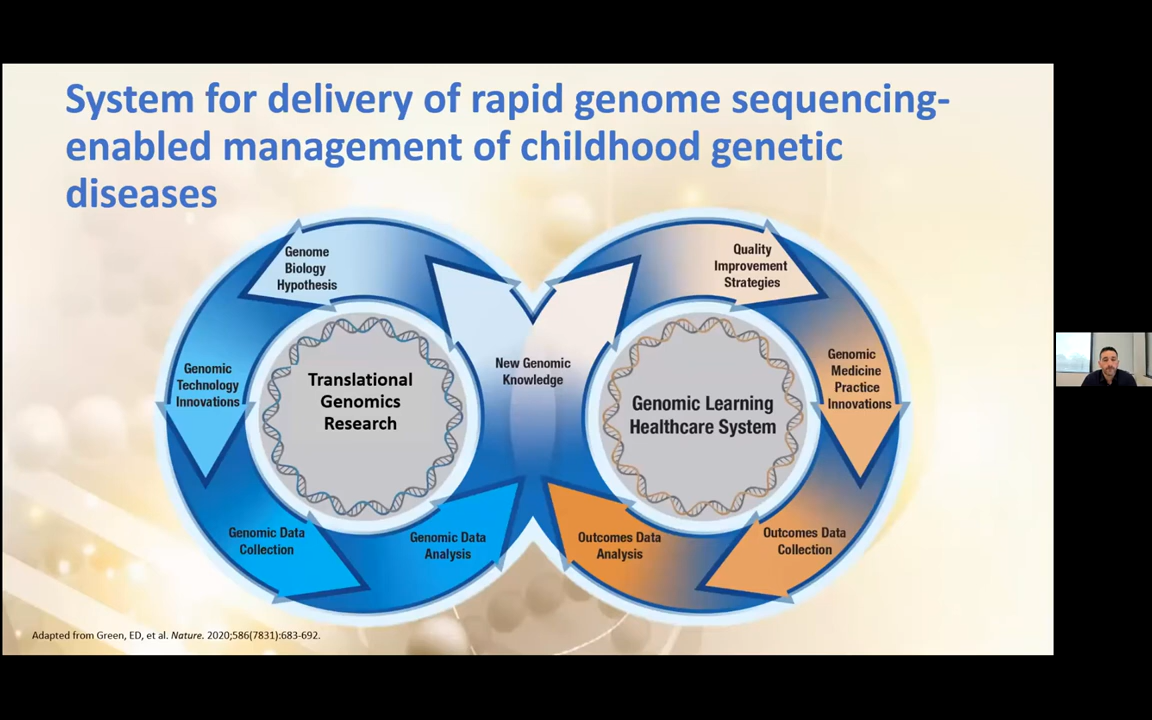 System for delivery of rapid genome sequencing-
enabled management of childhood genetic
diseases
Genome
Biology
Hypothesis
Genomic
Technology
Innovations
Translational
Genomics
Research
Genomic Data
Collection
Genomic Data
Analysis
New Genomic
Knowledge
Quality
Improvement
Strategies
Genomic
Medicine
Practice
Innovations
Genomic Learning
Healthcare System
Outcomes Data
Collection
Outcomes Data
Analysis
Adapted from Green, ED, et al. Nature. 2020;586(7831):683-692.